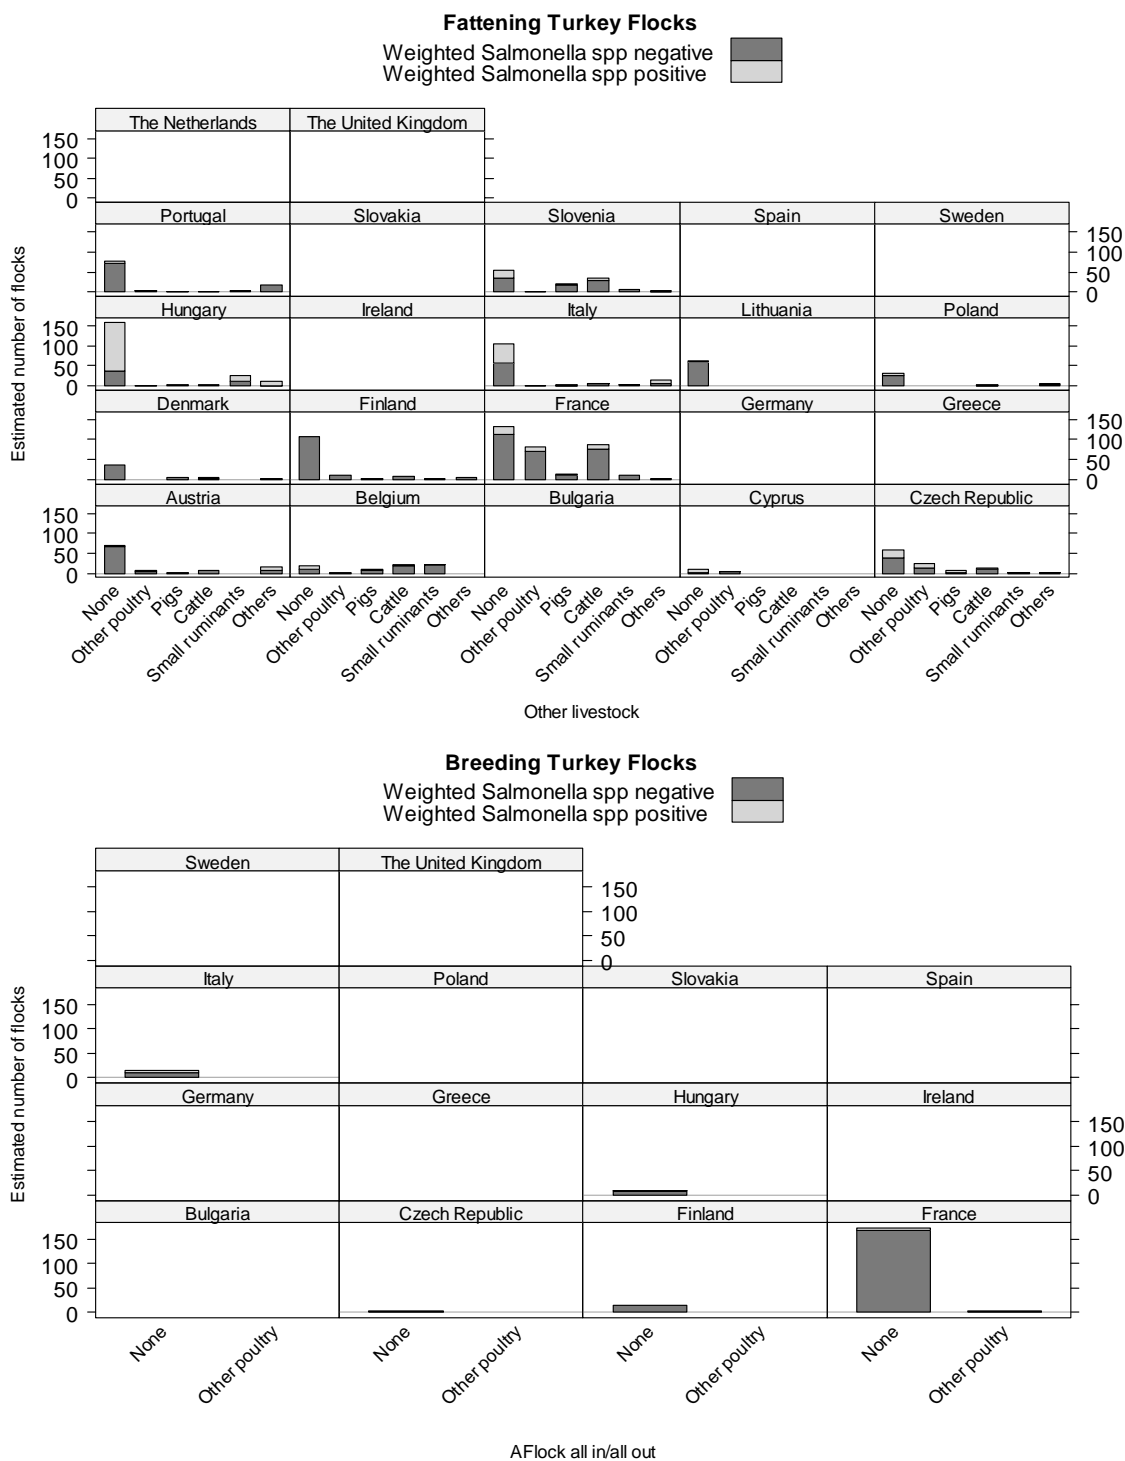 Fattening Turkey Flocks
Weighted Salmonella spp negative
Weighted Salmonella spp positive
The Netherlands The United Kingdom
150
100
50
0
Portugal Slovakia Slovenia Spain Sweden
150
100
50
0
Hungary Ireland Italy Lithuania Poland
150
100
50
0
Denmark Finland France Germany Greece
150
100
50
0
Austria Belgium Bulgaria Cyprus Czech Republic
150
100
50
0
Estimated number of flocks
None Other poultry Pigs Cattle Small ruminants Others None Other poultry Pigs Cattle Small ruminants Others None Other poultry Pigs Cattle Small ruminants Others None Other poultry Pigs Cattle Small ruminants Others None Other poultry Pigs Cattle Small ruminants Others
Other livestock
Breeding Turkey Flocks
Weighted Salmonella spp negative
Weighted Salmonella spp positive
Sweden The United Kingdom
150
100
50
0
Italy Poland Slovakia Spain
150
100
50
0
Germany Greece Hungary Ireland
150
100
50
0
Bulgaria Czech Republic Finland France
150
100
50
0
Estimated number of flocks
None Other poultry None Other poultry None Other poultry None Other poultry
AFlock all in/all out